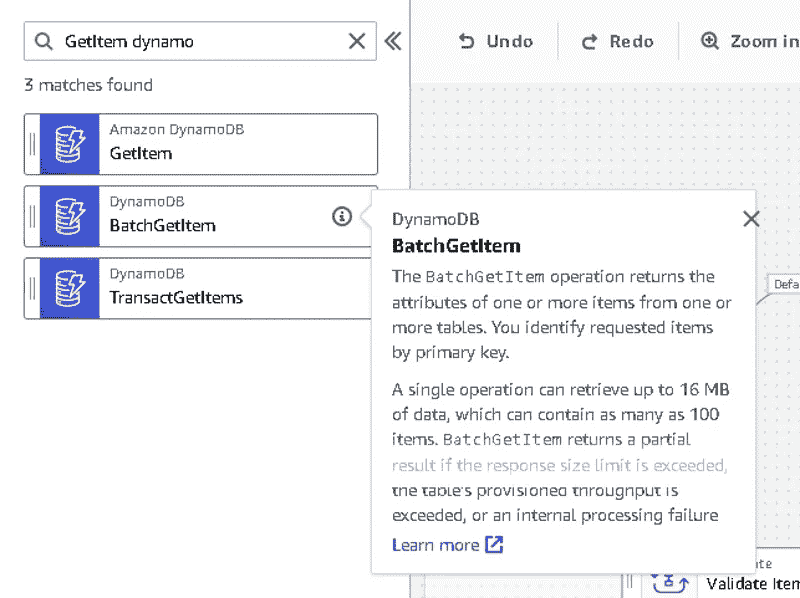 GetItem dynamo
Undo
Redo
Zoom in
3 matches found
Amazon DynamoDB
GetItem
DynamoDB
BatchGetItem
DynamoDB
TransactGetItems
DynamoDB
BatchGetItem
The BatchGetItem operation returns the
attributes of one or more items from one or
more tables. You identify requested items
by primary key.
A single operation can retrieve up to 16 MB
of data, which can contain as many as 100
items. BatchGetItem returns a partial
result if the response size limit is exceeded,
the table's provisioned throughput is
exceeded, or an internal processing failure
Learn more
Defa
te
Validate Item